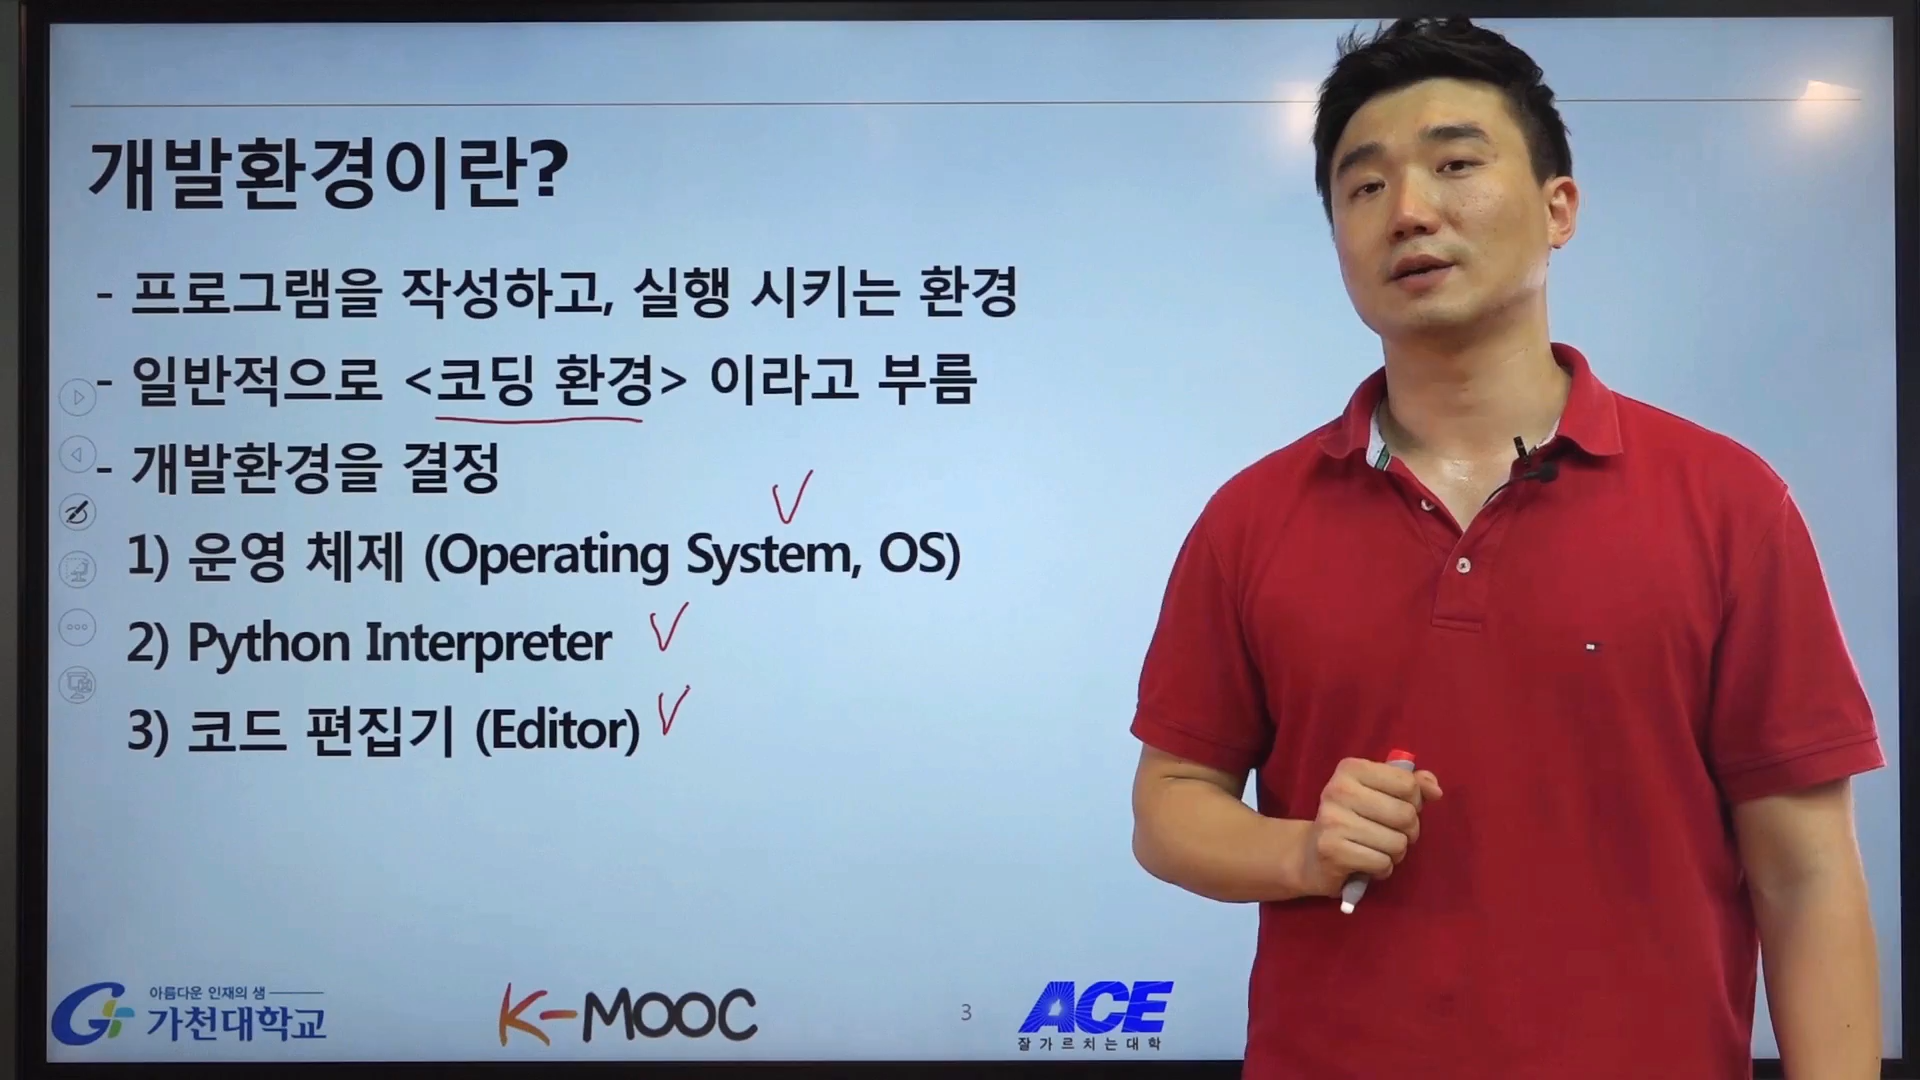 개발환경이란?
- 프로그램을 작성하고, 실행 시키는 환경
- 일반적으로 <코딩 환경> 이라고 부름
- 개발환경을 결정
1) 운영 체제 (Operating System, OS)
2) Python Interpreter
3) 코드 편집기 (Editor)
아름다운 인재의 샘
가천대학교
K-MOOC
3
ACE
잘가르치는대학